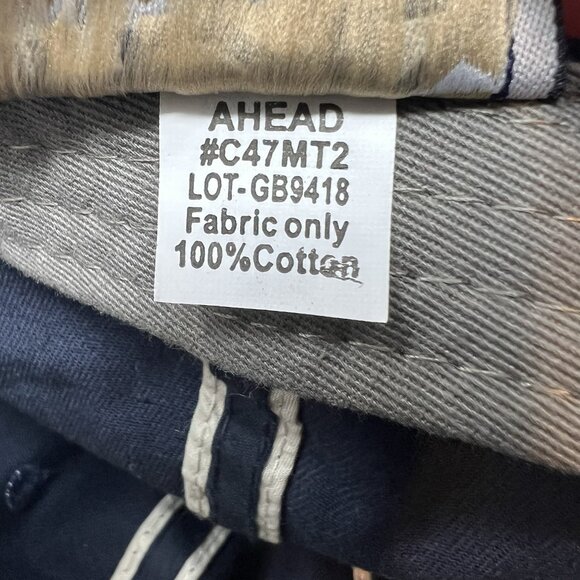 AHEAD
#C47MT2
LOT-GB9418
Fabric only
100%Cotton